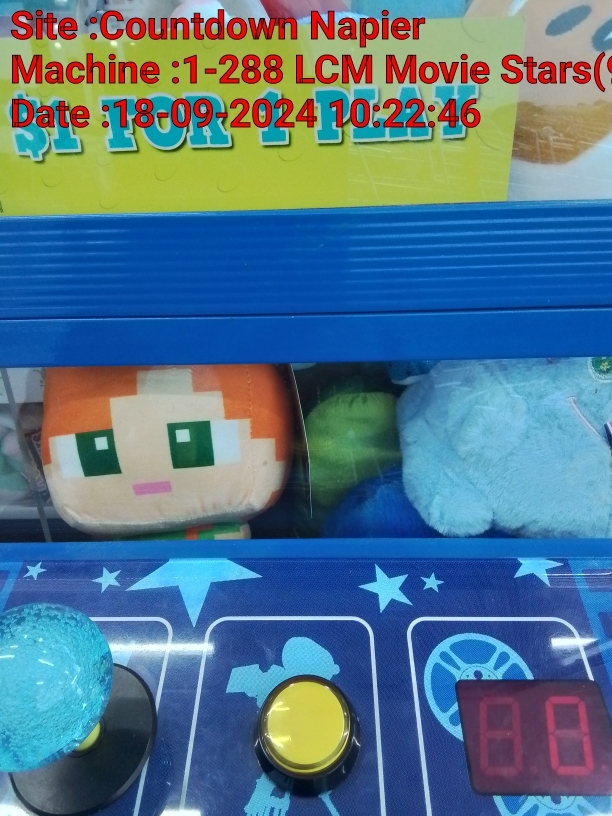 Site :Countdown Napier
Machine :1-288 LCM Movie Stars(
Date :18-09-2024 10:22:46
$1 FOR 1 PLAY
0